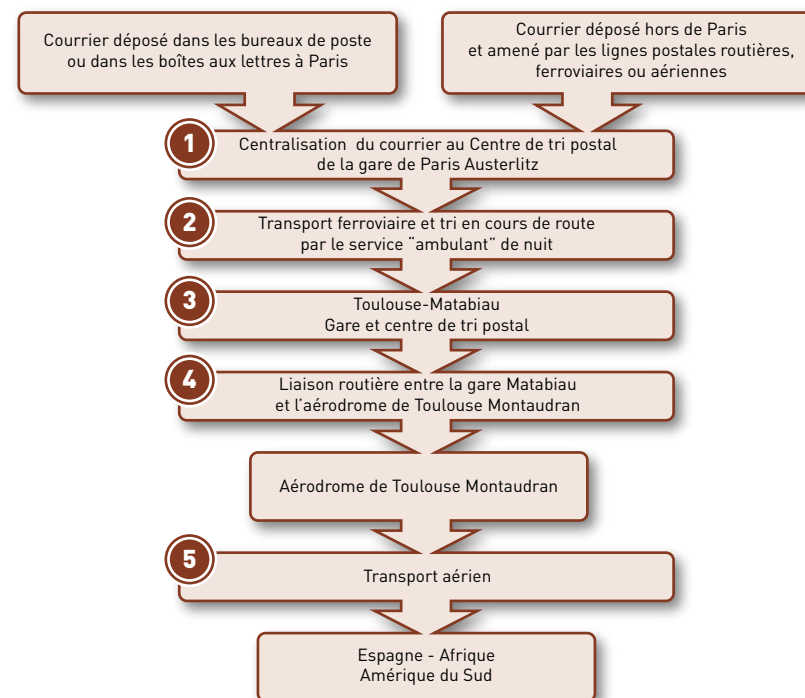 Courrier déposé dans les bureaux de poste
ou dans les boîtes aux lettres à Paris
Courrier déposé hors de Paris
et amené par les lignes postales routières,
ferroviaires ou aériennes
1
Centralisation du courrier au Centre de tri postal
de la gare de Paris Austerlitz
2
Transport ferroviaire et tri en cours de route
par le service “ambulant” de nuit
3
Toulouse-Matabiau
Gare et centre de tri postal
4
Liaison routière entre la gare Matabiau
et l’aérodrome de Toulouse Montaudran
Aérodrome de Toulouse Montaudran
5
Transport aérien
Espagne - Afrique
Amérique du Sud